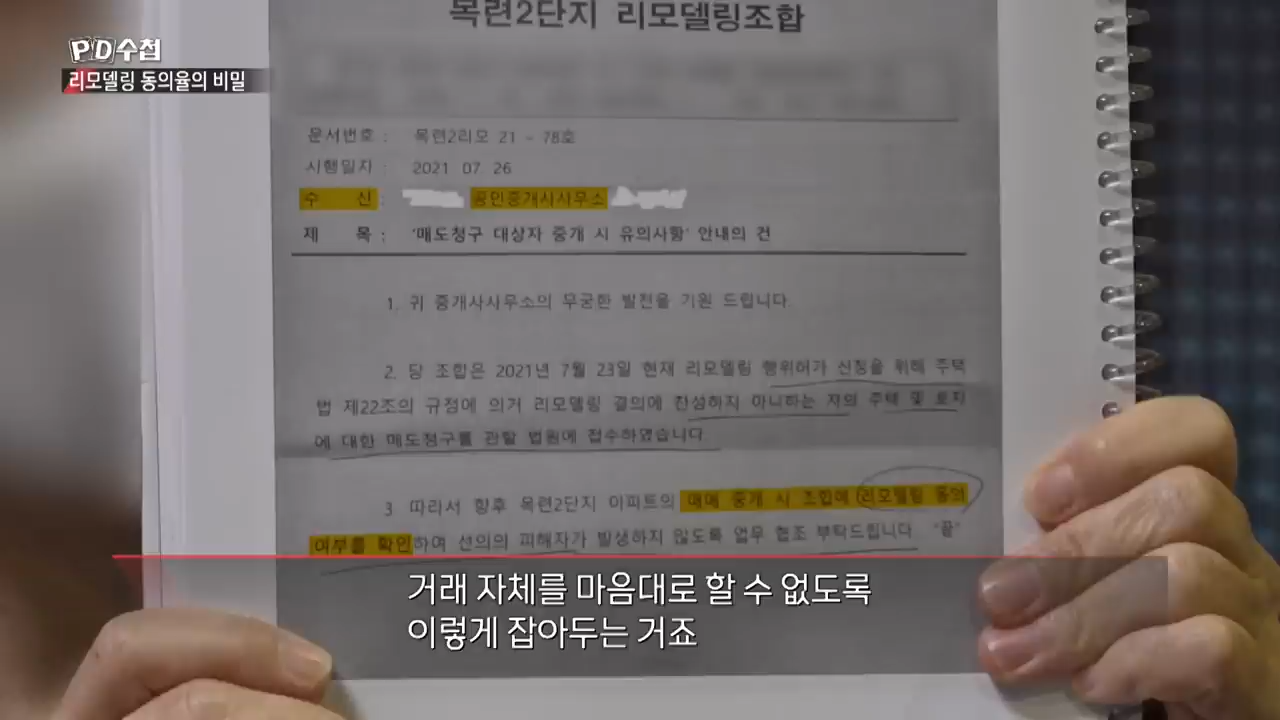 목련2단지 리모델링조합
PD수첩
리모델링 동의율의 비밀
문서번호 : 목련2리모 21 - 78호
시행일자 : 2021 07. 26
수 신 : 공인중개사사무소
제 목 : '매도청구 대상자 중개 시 유의사항' 안내의 건
1. 귀 중개사사무소의 무궁한 발전을 기원 드립니다.
2. 당 조합은 2021년 7월 23일 현재 리모델링 행위허가 신청을 위해 주택
법 제22조의 규정에 의거 리모델링 결의에 찬성하지 아니하는 자의 주택 및 토지
에 대한 매도청구를 관할 법원에 접수하였습니다.
3 따라서 향후 목련2단지 아파트의 매매 중개 시 조합에 리모델링 동의
여부를 확인하여 선의의 피해자가 발생하지 않도록 업무 협조 부탁드립니다. "끝"
거래 자체를 마음대로 할 수 없도록
이렇게 잡아두는 거죠